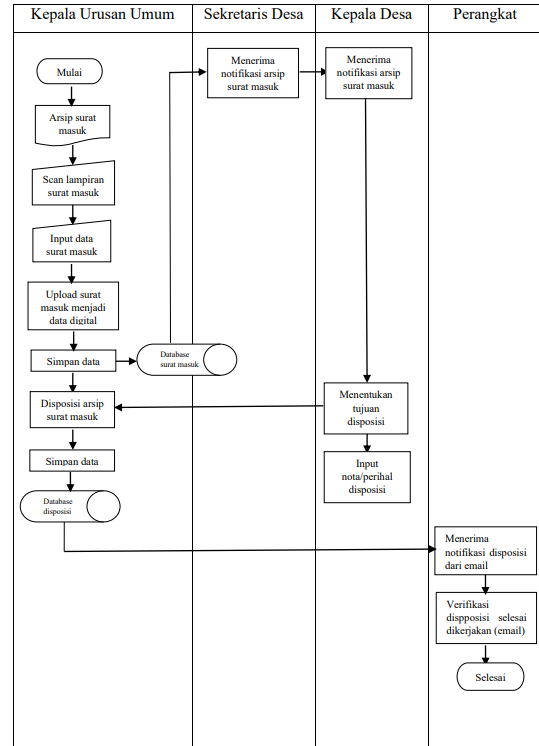 Kepala Urusan Umum
Sekretaris Desa
Kepala Desa
Perangkat
Mulai
Arsip surat
masuk
Scan lampiran
surat masuk
Input data
surat masuk
Upload surat
masuk menjadi
data digital
Simpan data
Database
surat masuk
Disposisi arsip
surat masuk
Simpan data
Database
disposisi
Menerima
notifikasi arsip
surat masuk
Menerima
notifikasi arsip
surat masuk
Menentukan
tujuan
disposisi
Input
nota/perihal
disposisi
Menerima
notifikasi disposisi
dari email
Verifikasi
dispposisi selesai
dikerjakan (email)
Selesai